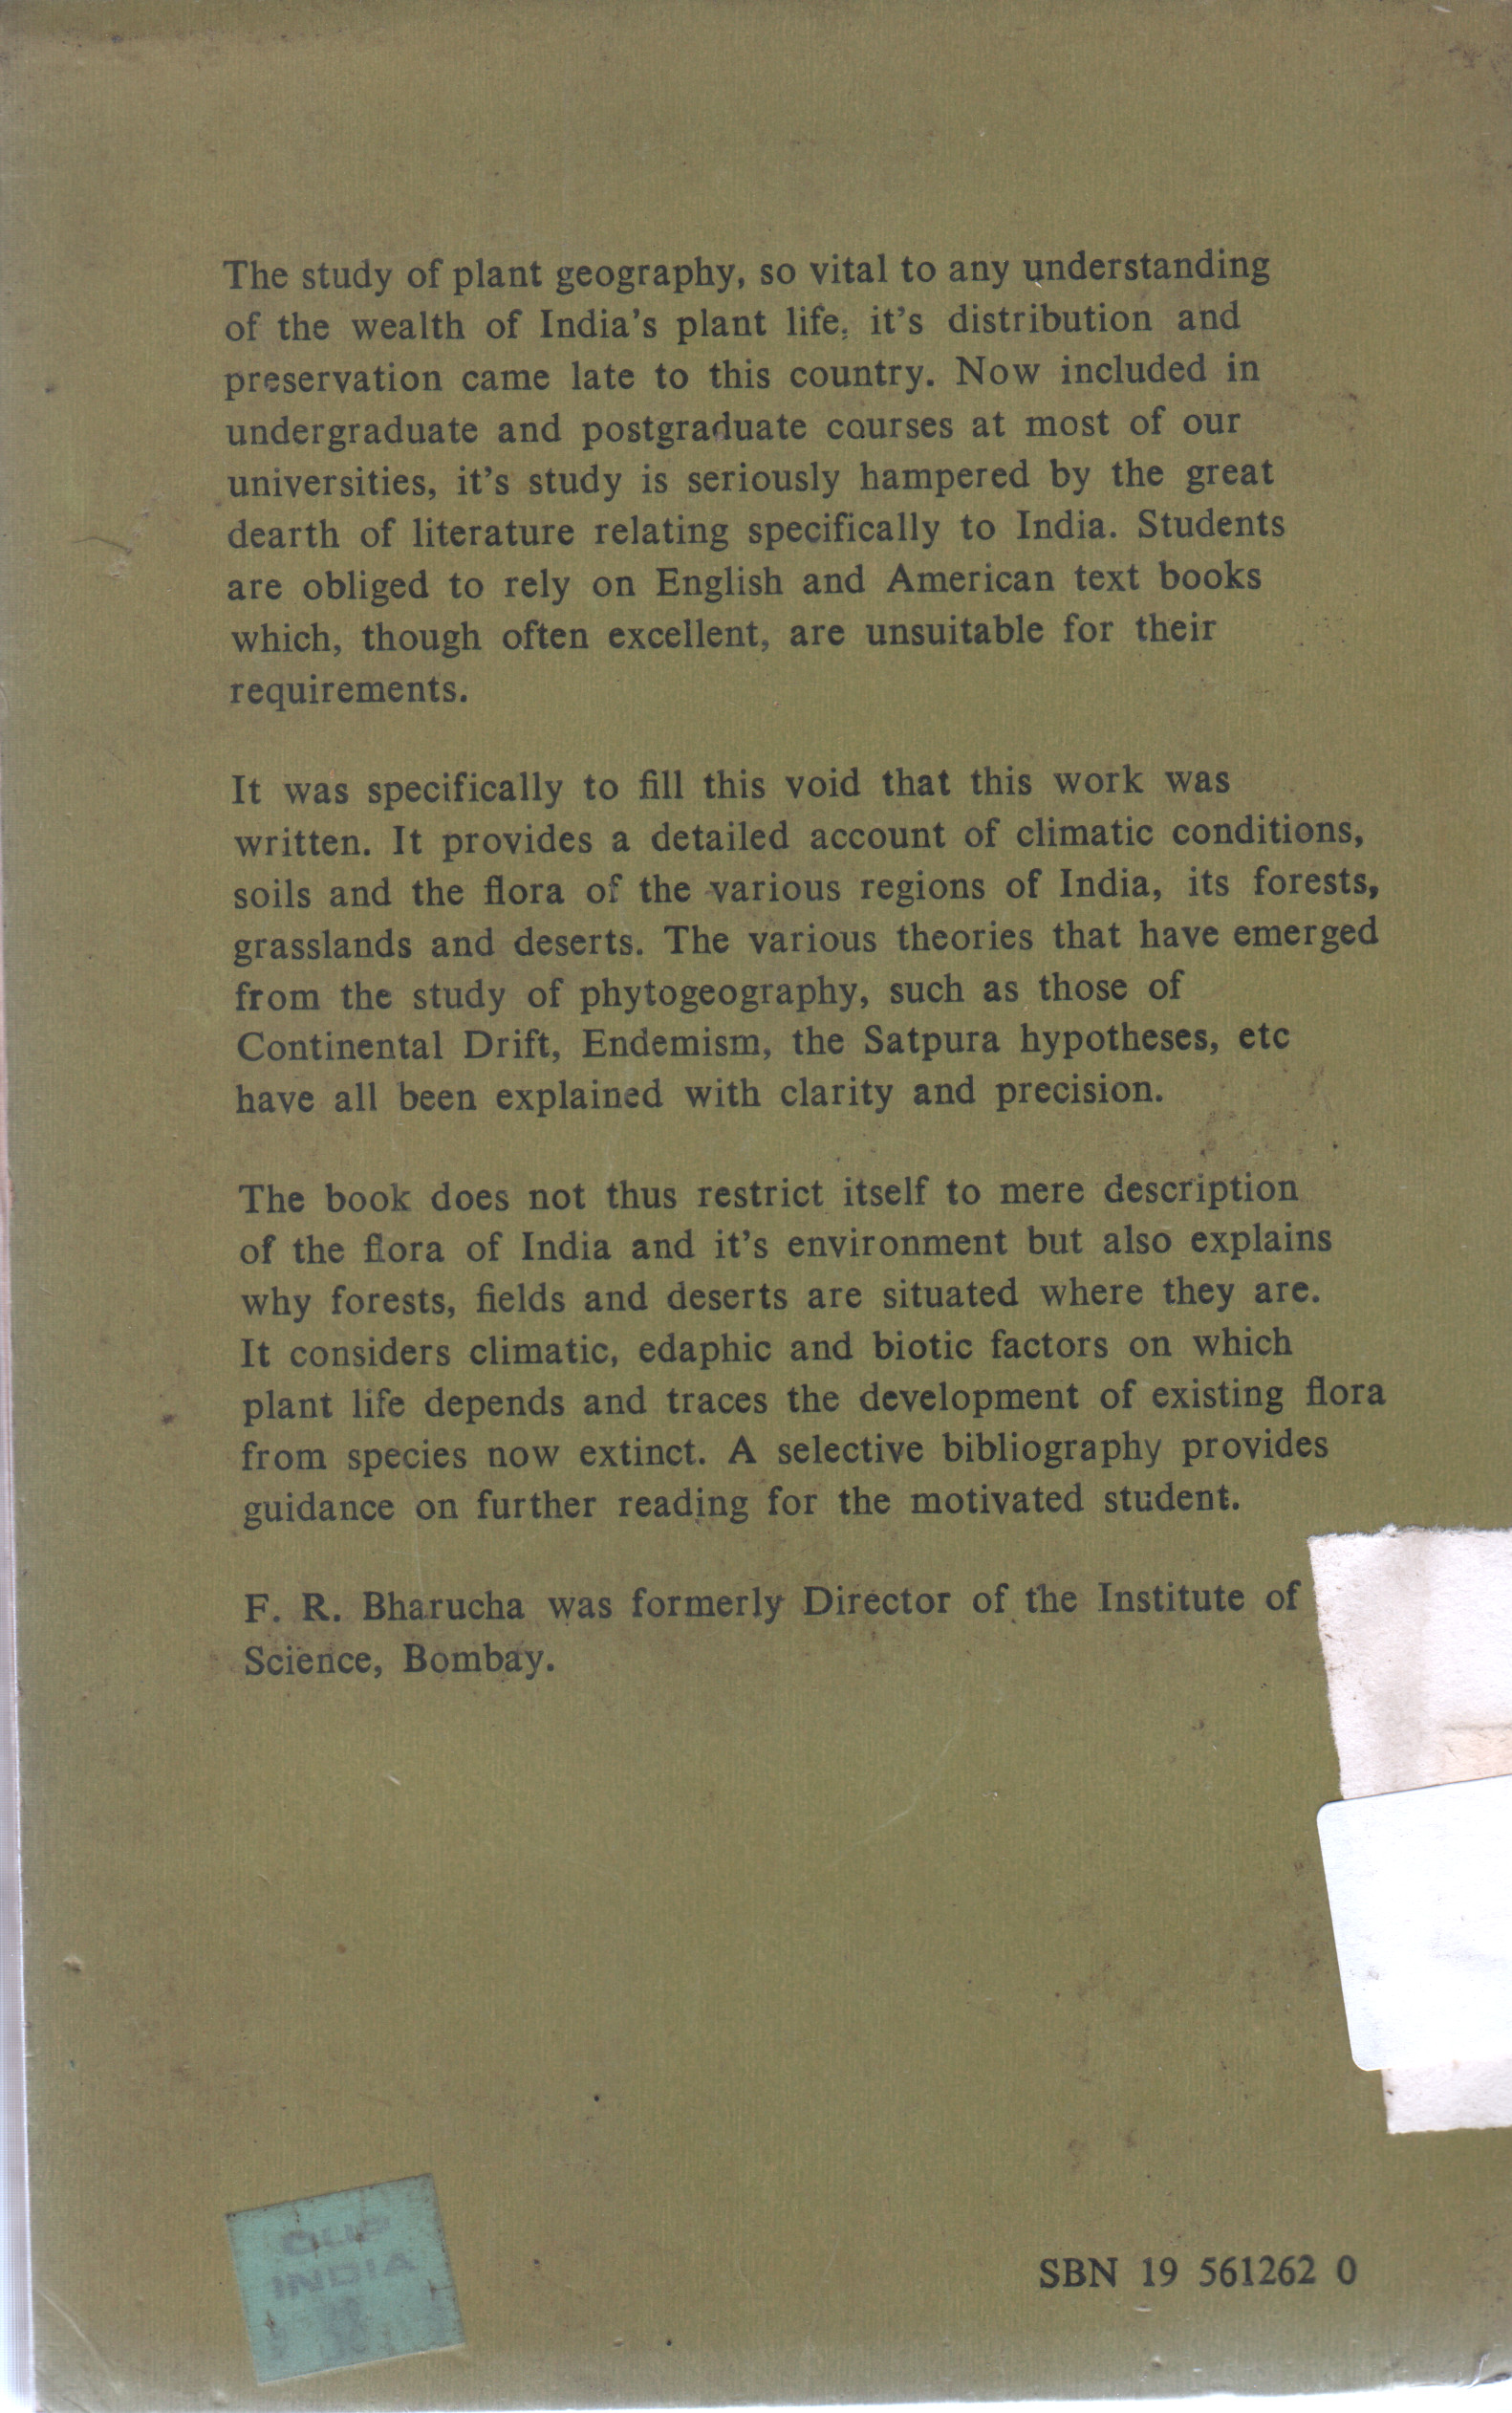 The study of plant geography, so vital to any understanding
of the wealth of India's plant life, it's distribution and
preservation came late to this country. Now included in
undergraduate and postgraduate courses at most of our
universities, it's study is seriously hampered by the great
dearth of literature relating specifically to India. Students
are obliged to rely on English and American text books
which, though often excellent, are unsuitable for their
requirements.
It was specifically to fill this void that this work was
written. It provides a detailed account of climatic conditions,
soils and the flora of the various regions of India, its forests,
grasslands and deserts. The various theories that have emerged
from the study of phytogeography, such as those of
Continental Drift, Endemism, the Satpura hypotheses, etc
have all been explained with clarity and precision.
The book does not thus restrict itself to mere description
of the flora of India and it's environment but also explains
why forests, fields and deserts are situated where they are.
It considers climatic, edaphic and biotic factors on which
plant life depends and traces the development of existing flora
from species now extinct. A selective bibliography provides
guidance on further reading for the motivated student.
F. R. Bharucha was formerly Director of the Institute of
Science, Bombay.
OUP
INDIA
SBN 19 561262 0